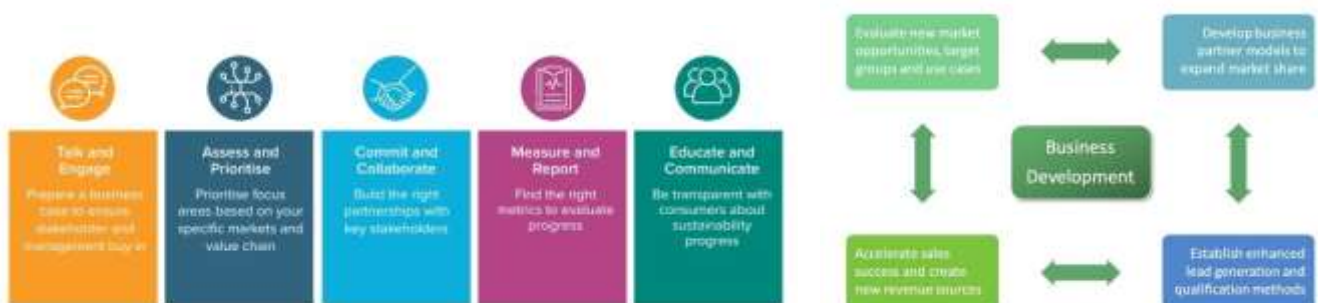 Talk and
Engage
Prepare a business
case to ensure
stakeholder and
management buy in
Assess and
Prioritise
Prioritise focus
areas based on your
specific markets and
value chain
Commit and
Collaborate
Build the right
partnerships with
key stakeholders
Measure and
Report
Find the right
metrics to evaluate
progress
Educate and
Communicate
Be transparent with
consumers about
sustainability
progress
Evaluate new market
opportunities, target
groups and use cases
Develop business
partner models to
expand market share
Business
Development
Accelerate sales
success and create
new revenue sources
Establish enhanced
lead generation and
qualification methods